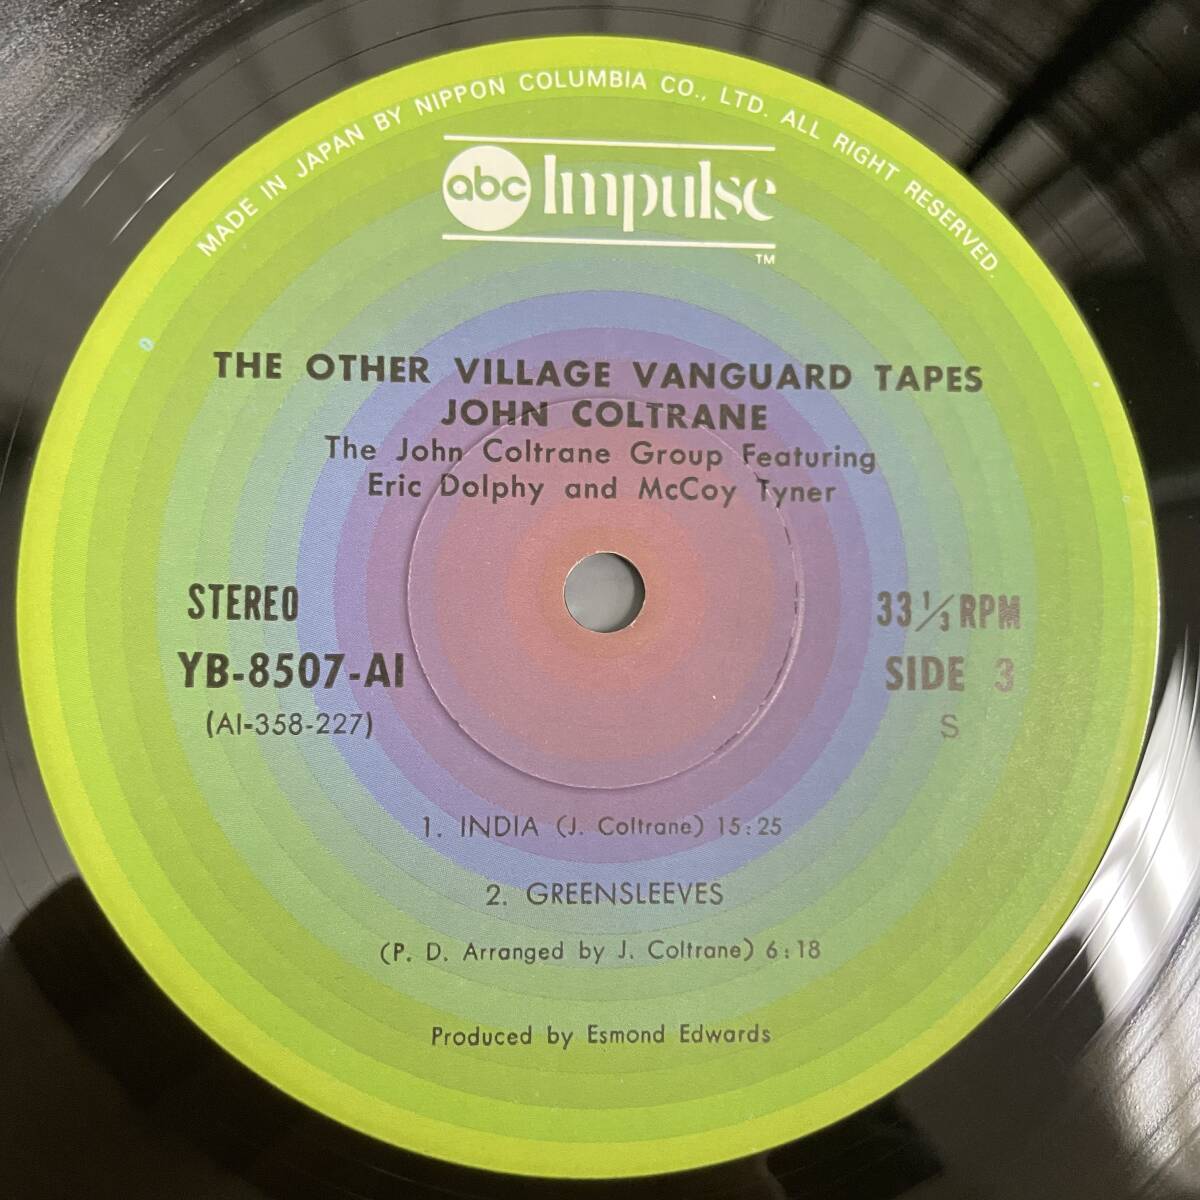 MADE IN JAPAN BY NIPPON COLUMBIA CO., LTD. ALL RIGHT RESERVED.
abc Impulse
TM
THE OTHER VILLAGE VANGUARD TAPES
JOHN COLTRANE
The John Coltrane Group Featuring
Eric Dolphy and McCoy Tyner
STEREO
33 1/3 RPM
YB-8507-AI
SIDE 3
(AI-358-227)
S
1. INDIA (J. Coltrane) 15:25
2. GREENSLEEVES
(P. D. Arranged by J. Coltrane) 6:18
Produced by Esmond Edwards